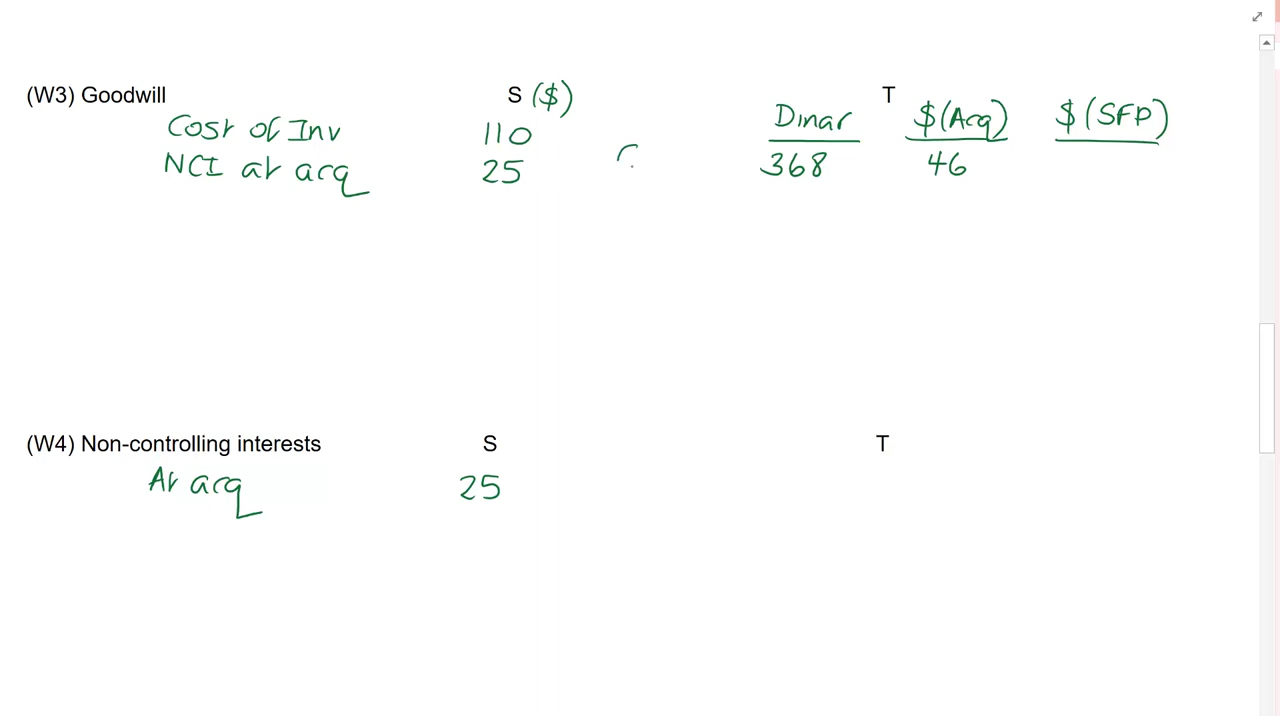 (W3) Goodwill S ($) T
Dinar $(Acq) $(SFP)
Cost of Inv 110 368 46
NCI at acq 25
(W4) Non-controlling interests S T
At acq 25